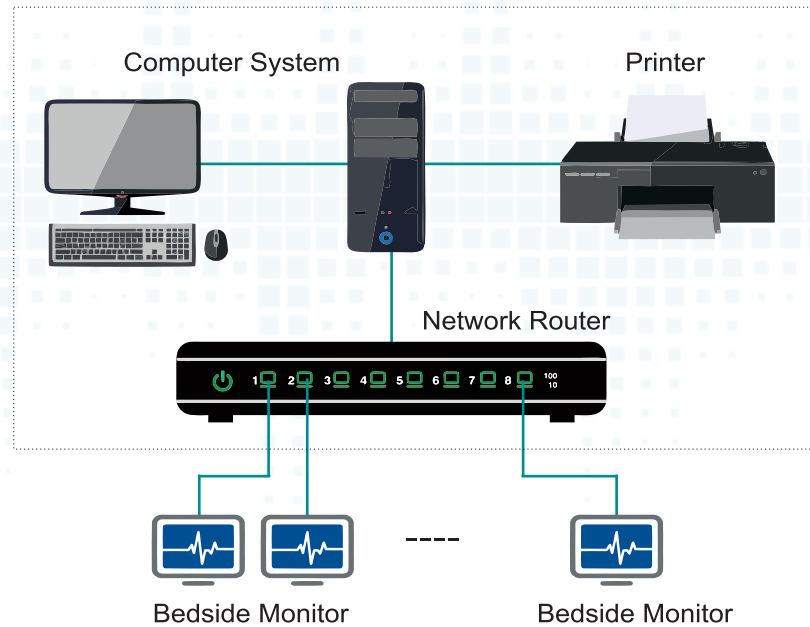 Computer System
Printer
Network Router
1 2 3 4 5 6 7 8 100
10
Bedside Monitor
Bedside Monitor